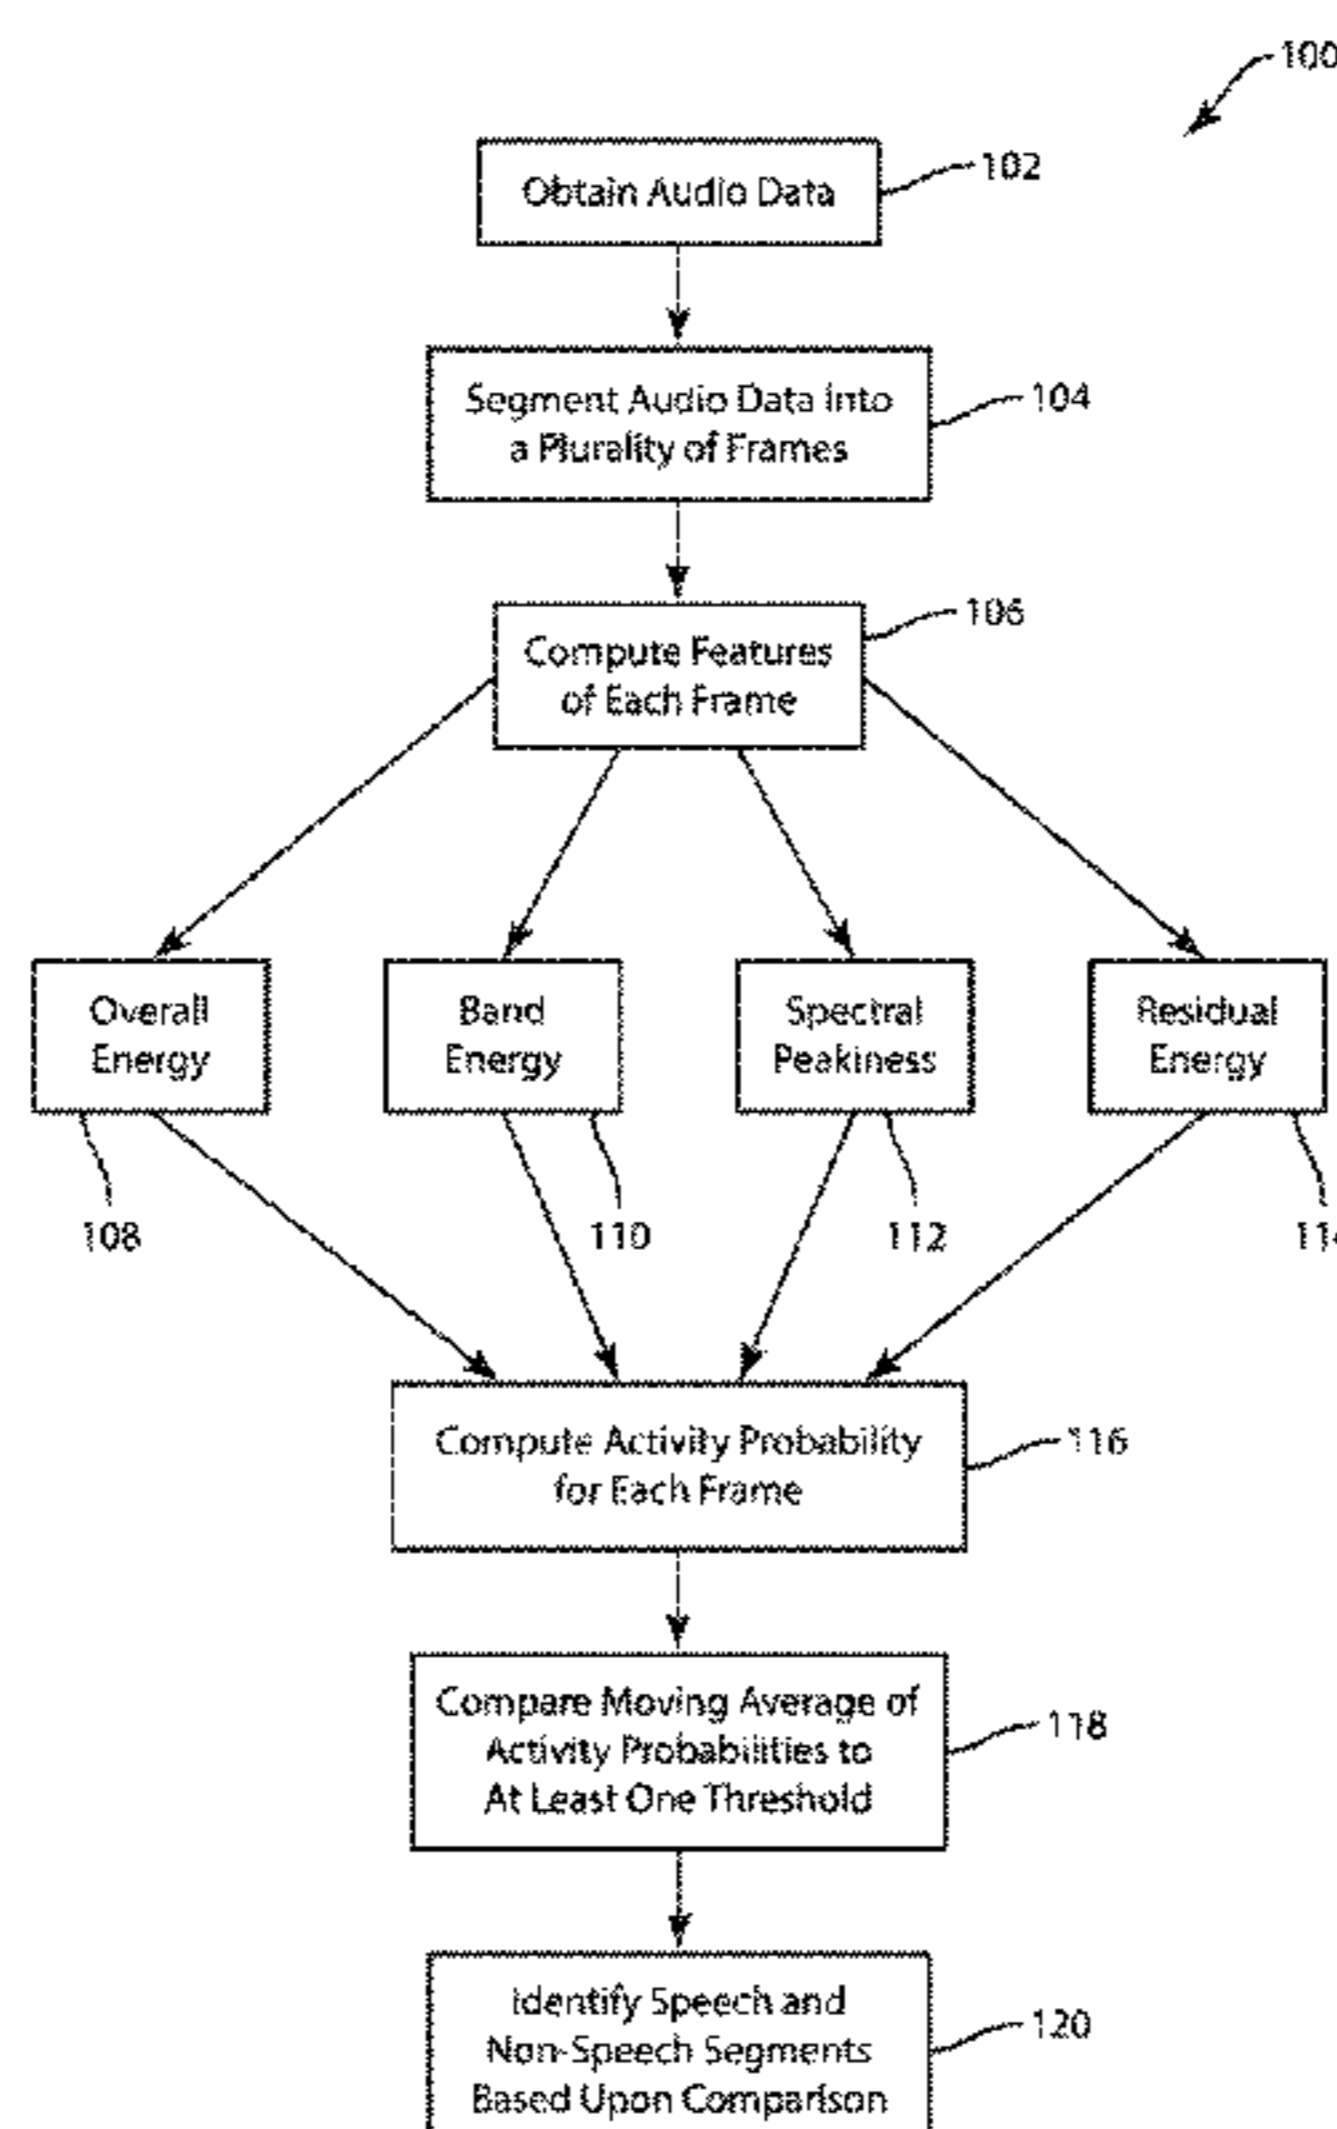 100
Obtain Audio Data
102
Segment Audio Data into
a Plurality of Frames
104
Compute Features
of Each Frame
106
Overall
Energy
Band
Energy
Spectral
Peakiness
Residual
Energy
108
110
112
Compute Activity Probability
for Each Frame
116
Compare Moving Average of
Activity Probabilities to
At Least One Threshold
118
Identify Speech and
Non-Speech Segments
Based Upon Comparison
120